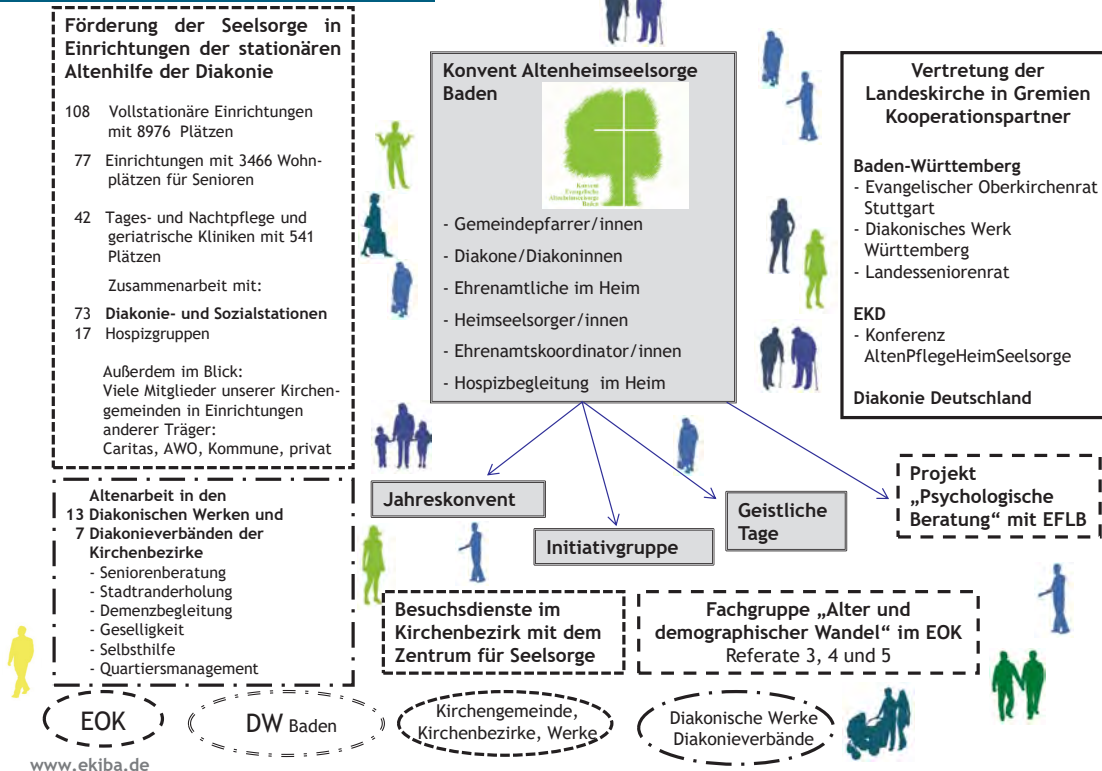 Förderung der Seelsorge in
Einrichtungen der stationären
Altenhilfe der Diakonie
108 Vollstationäre Einrichtungen
mit 8976 Plätzen
77 Einrichtungen mit 3466 Wohn-
plätzen für Senioren
42 Tages- und Nachtpflege und
geriatrische Kliniken mit 541
Plätzen
Zusammenarbeit mit:
73 Diakonie- und Sozialstationen
17 Hospizgruppen
Außerdem im Blick:
Viele Mitglieder unserer Kirchen-
gemeinden in Einrichtungen
anderer Träger:
Caritas, AWO, Kommune, privat
Altenarbeit in den
13 Diakonischen Werken und
7 Diakonieverbänden der
Kirchenbezirke
- Seniorenberatung
- Stadtranderholung
- Demenzbegleitung
- Geselligkeit
- Selbsthilfe
- Quartiersmanagement
Konvent Altenheimseelsorge
Baden
Konvent
Evangelische
Altenheimseelsorge
Baden
- Gemeindepfarrer/innen
- Diakone/Diakoninnen
- Ehrenamtliche im Heim
- Heimseelsorger/innen
- Ehrenamtskoordinator/innen
- Hospizbegleitung im Heim
Vertretung der
Landeskirche in Gremien
Kooperationspartner
Baden-Württemberg
- Evangelischer Oberkirchenrat
Stuttgart
- Diakonisches Werk
Württemberg
- Landesseniorenrat
EKD
- Konferenz
AltenPflegeHeimSeelsorge
Diakonie Deutschland
Jahreskonvent
Initiativgruppe
Geistliche
Tage
Projekt
„Psychologische
Beratung“ mit EFLB
Besuchsdienste im
Kirchenbezirk mit dem
Zentrum für Seelsorge
Fachgruppe „Alter und
demographischer Wandel“ im EOK
Referate 3, 4 und 5
EOK
DW Baden
Kirchengemeinde,
Kirchenbezirke, Werke
Diakonische Werke
Diakonieverbände
www.ekiba.de